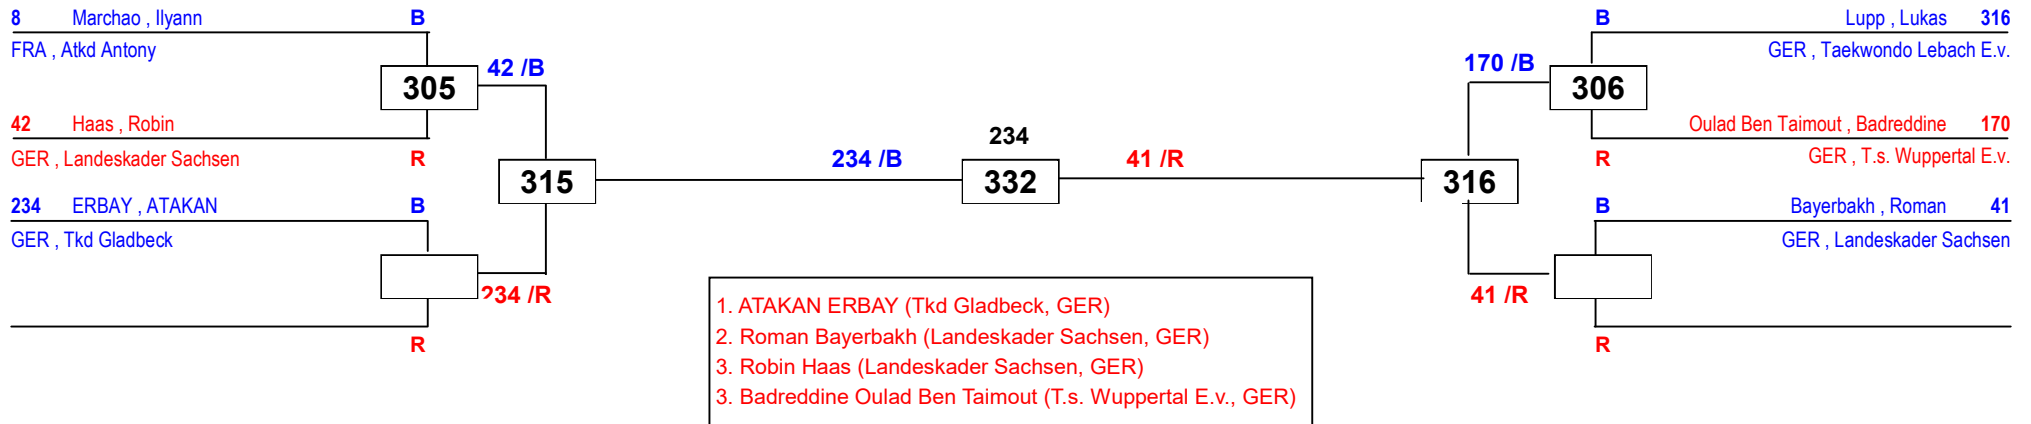 8 Marchao , Ilyann B
FRA , Atkd Antony
305
42 /B
42 Haas , Robin
GER , Landeskader Sachsen R
315
234 ERBAY , ATAKAN B
GER , Tkd Gladbeck
234 /R
R
234 /B
234
332
41 /R
B Lupp , Lukas 316
GER , Taekwondo Lebach E.v.
170 /B
306
Oulad Ben Taimout , Badreddine 170
R GER , T.s. Wuppertal E.v.
316
B Bayerbakh , Roman 41
GER , Landeskader Sachsen
41 /R
R
1. ATAKAN ERBAY (Tkd Gladbeck, GER)
2. Roman Bayerbakh (Landeskader Sachsen, GER)
3. Robin Haas (Landeskader Sachsen, GER)
3. Badreddine Oulad Ben Taimout (T.s. Wuppertal E.v., GER)